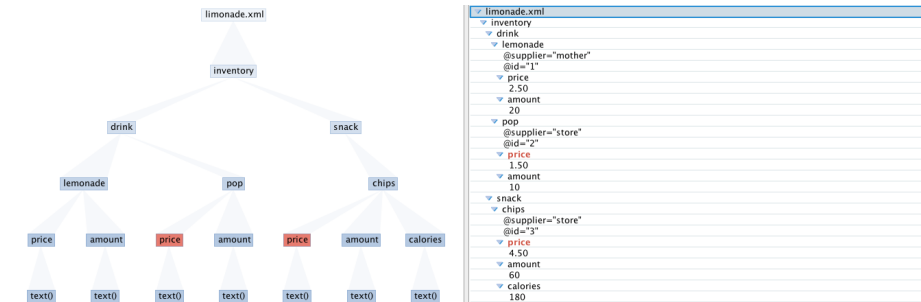 limonade.xml
inventory
drink snack
lemonade pop chips
price amount price amount price amount calories
text() text() text() text() text() text() text()
limonade.xml
inventory
drink
lemonade
@supplier="mother"
@id="1"
price
2.50
amount
20
pop
@supplier="store"
@id="2"
price
1.50
amount
10
snack
chips
@supplier="store"
@id="3"
price
4.50
amount
60
calories
180